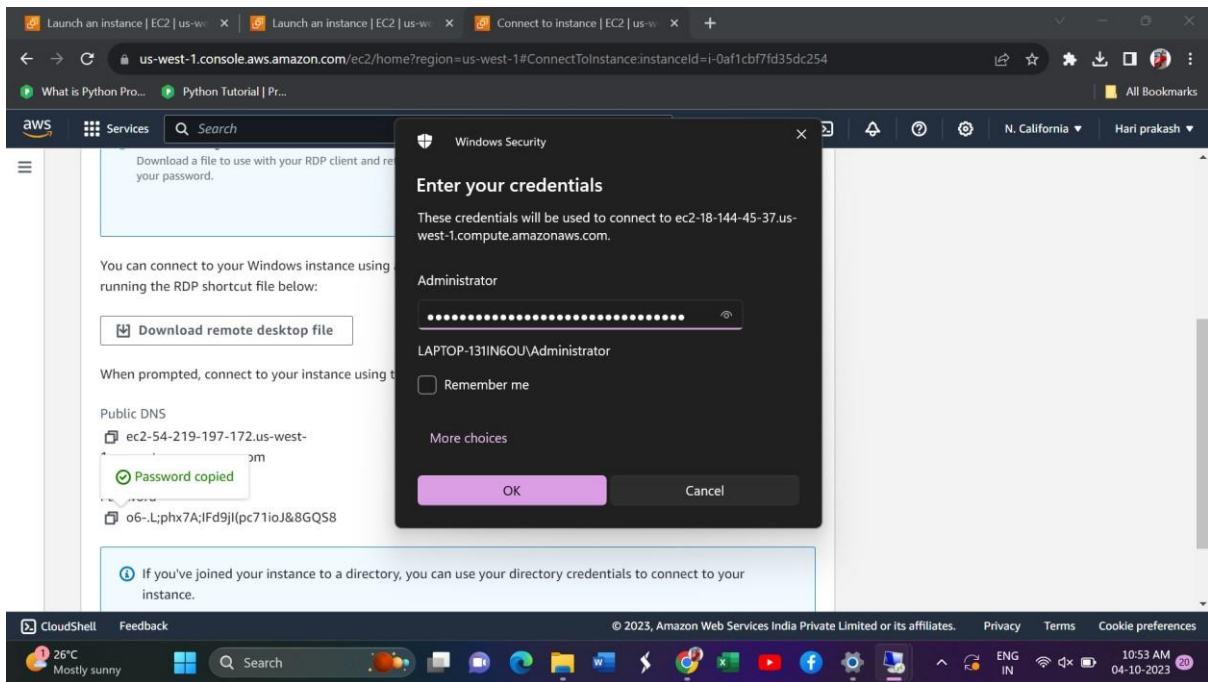 Launch an instance | EC2 | us-we
Launch an instance | EC2 | us-we
Connect to instance | EC2 | us-w
us-west-1.console.aws.amazon.com/ec2/home?region=us-west-1#ConnectToInstance:instanceId=i-0af1cbf7fd35dc254
What is Python Pro...
Python Tutorial | Pr...
All Bookmarks
aws
Services
Search
N. California
Hari prakash
Download a file to use with your RDP client and re
your password.
You can connect to your Windows instance using
running the RDP shortcut file below:
Download remote desktop file
When prompted, connect to your instance using t
Public DNS
ec2-54-219-197-172.us-west-
om
Password copied
o6-.L;phx7A;IFd9jI(pc71ioJ&8GQS8
If you've joined your instance to a directory, you can use your directory credentials to connect to your
instance.
Windows Security
Enter your credentials
These credentials will be used to connect to ec2-18-144-45-37.us-
west-1.compute.amazonaws.com.
Administrator
LAPTOP-131IN6OU\Administrator
Remember me
More choices
OK
Cancel
CloudShell
Feedback
© 2023, Amazon Web Services India Private Limited or its affiliates.
Privacy
Terms
Cookie preferences
1
26°C
Mostly sunny
Search
ENG
IN
10:53 AM
04-10-2023
20